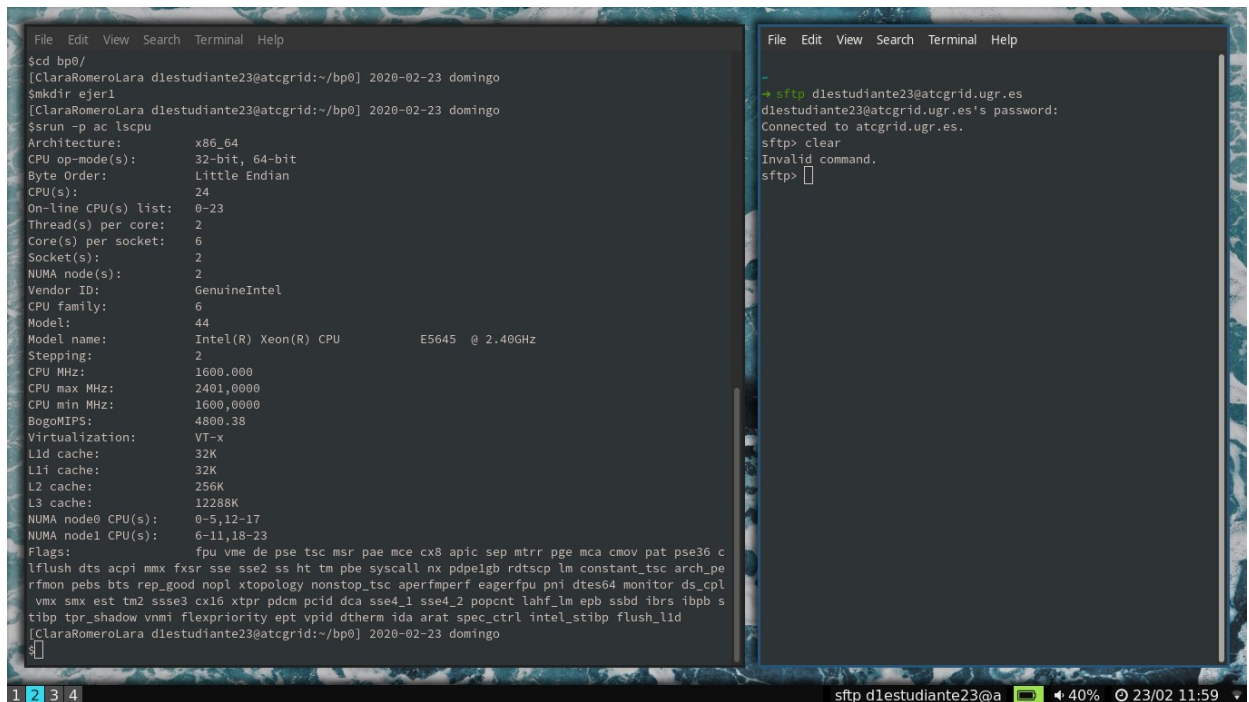 File Edit View Search Terminal Help
$cd bp0/
[ClaraRomeroLara d1estudiante23@atcgrid:~/bp0] 2020-02-23 domingo
$mkdir ejer1
[ClaraRomeroLara d1estudiante23@atcgrid:~/bp0] 2020-02-23 domingo
$srun -p ac lscpu
Architecture: x86_64
CPU op-mode(s): 32-bit, 64-bit
Byte Order: Little Endian
CPU(s): 24
On-line CPU(s) list: 0-23
Thread(s) per core: 2
Core(s) per socket: 6
Socket(s): 2
NUMA node(s): 2
Vendor ID: GenuineIntel
CPU family: 6
Model: 44
Model name: Intel(R) Xeon(R) CPU E5645 @ 2.40GHz
Stepping: 2
CPU MHz: 1600.000
CPU max MHz: 2401,0000
CPU min MHz: 1600,0000
BogoMIPS: 4800.38
Virtualization: VT-x
L1d cache: 32K
L1i cache: 32K
L2 cache: 256K
L3 cache: 12288K
NUMA node0 CPU(s): 0-5,12-17
NUMA node1 CPU(s): 6-11,18-23
Flags: fpu vme de pse tsc msr pae mce cx8 apic sep mtrr pge mca cmov pat pse36 c
lflush dts acpi mmx fxsr sse sse2 ss ht tm pbe syscall nx pdpe1gb rdtscp lm constant_tsc arch_pe
rfmon pebs bts rep_good nopl xtopology nonstop_tsc aperfmperf eagerfpu pni dtes64 monitor ds_cpl
vmx smx est tm2 ssse3 cx16 xtpr pdcm pcid dca sse4_1 sse4_2 popcnt lahf_lm epb ssbd ibrs ibpb s
tibp tpr_shadow vnmi flexpriority ept vpid dtherm ida arat spec_ctrl intel_stibp flush_l1d
[ClaraRomeroLara d1estudiante23@atcgrid:~/bp0] 2020-02-23 domingo
$
File Edit View Search Terminal Help
~
→ sftp d1estudiante23@atcgrid.ugr.es
d1estudiante23@atcgrid.ugr.es's password:
Connected to atcgrid.ugr.es.
sftp> clear
Invalid command.
sftp>
1 2 3 4
sftp d1estudiante23@a 40% 23/02 11:59